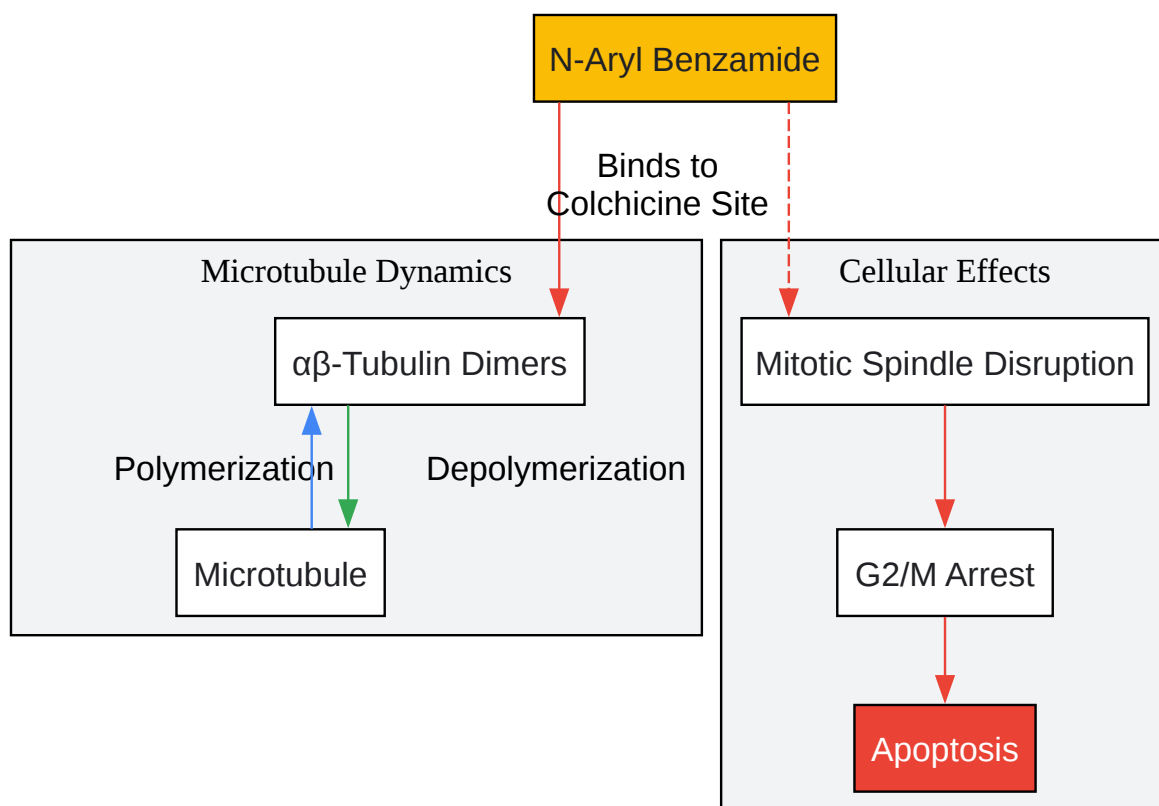 N-Aryl Benzamide
Binds to
Colchicine Site
Microtubule Dynamics
αβ-Tubulin Dimers
Polymerization
Depolymerization
Microtubule
Cellular Effects
Mitotic Spindle Disruption
G2/M Arrest
Apoptosis